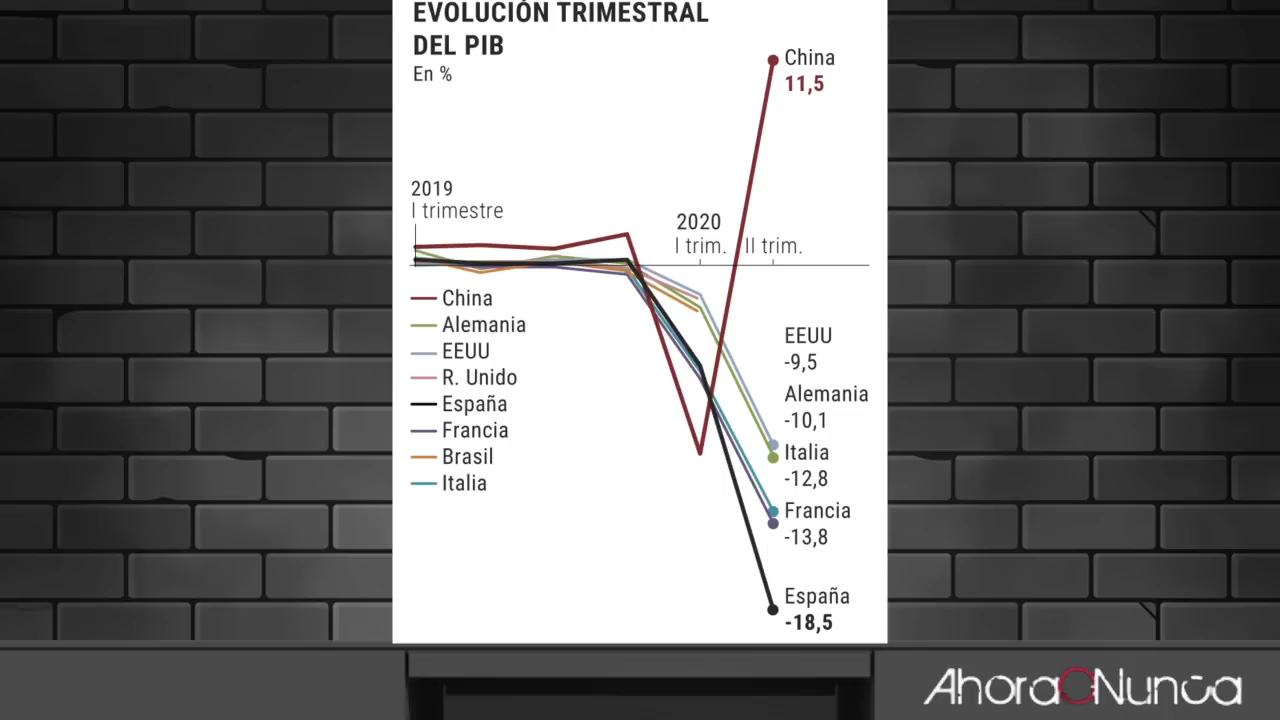 EVOLUCIÓN TRIMESTRAL
DEL PIB
En %
China
11,5
2019
I trimestre
2020
I trim.
II trim.
China
Alemania
EEUU
R. Unido
España
Francia
Brasil
Italia
EEUU
-9,5
Alemania
-10,1
Italia
-12,8
Francia
-13,8
España
-18,5
AhoraONunca